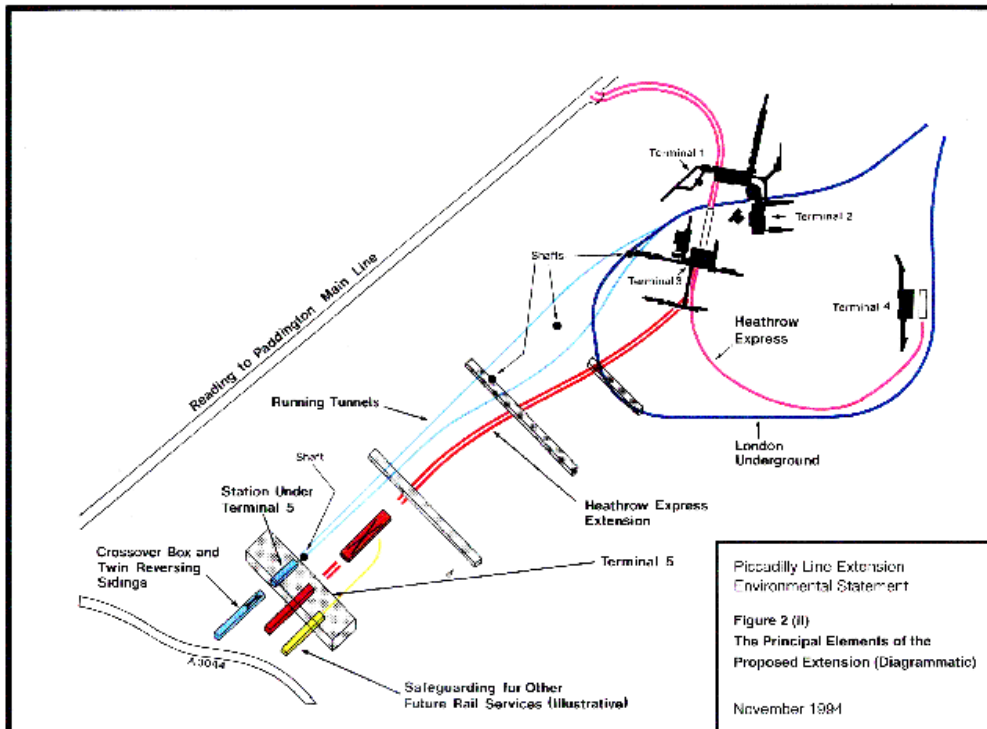 Terminal 1
Terminal 2
Shafts
Terminal 3
Terminal 4
Heathrow
Express
Reading to Paddington Main Line
Running Tunnels
London
Underground
Shaft
Station Under
Terminal 5
Heathrow Express
Extension
Crossover Box and
Twin Reversing
Sidings
Terminal 5
A3044
Safeguarding for Other
Future Rail Services (Illustrative)
Piccadilly Line Extension
Environmental Statement
Figure 2 (ii)
The Principal Elements of the
Proposed Extension (Diagrammatic)
November 1994